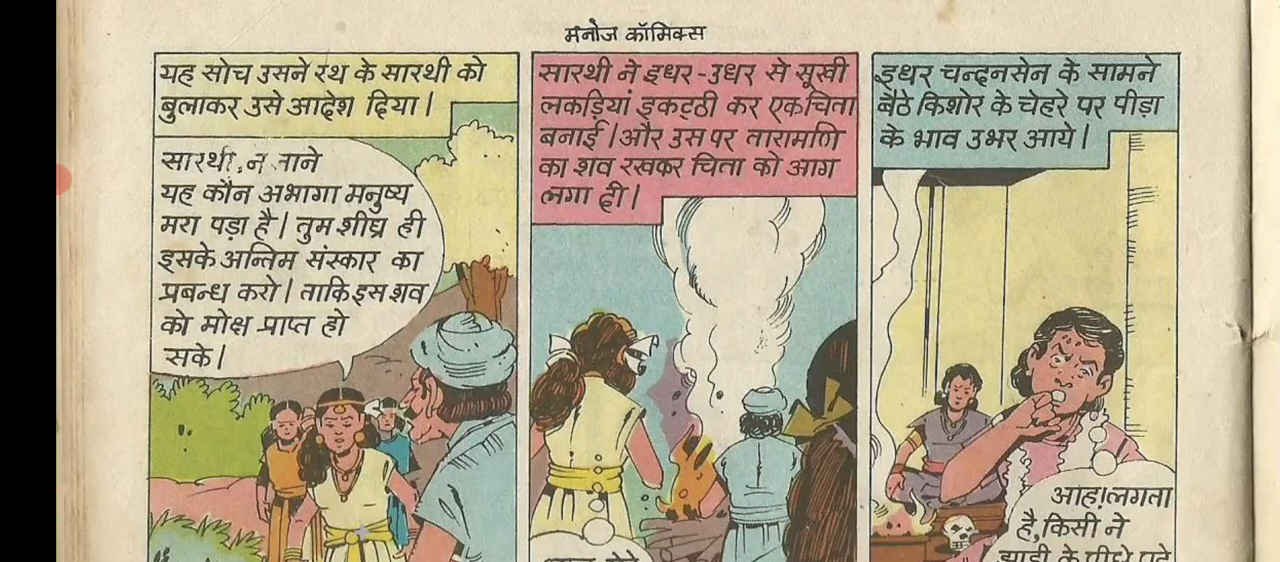 मनोज कॉमिक्स
यह सोच उसने रथ के सारथी को
बुलाकर उसे आदेश दिया।
सारथी, न जाने
यह कौन अभागा मनुष्य
मरा पड़ा है। तुम शीघ्र ही
इसके अन्तिम संस्कार का
प्रबन्ध करो। ताकि इस शव
को मोक्ष प्राप्त हो
सके।
सारथी ने इधर-उधर से सूखी
लकड़ियां इकट्ठी कर एक चिता
बनाई। और उस पर तारामणि
का शव रखकर चिता को आग
लगा दी।
इधर चन्दनसेन के सामने
बैठे किशोर के चेहरे पर पीड़ा
के भाव उभर आये।
आह! लगता
है, किसी ने
झाड़ी के पीछे